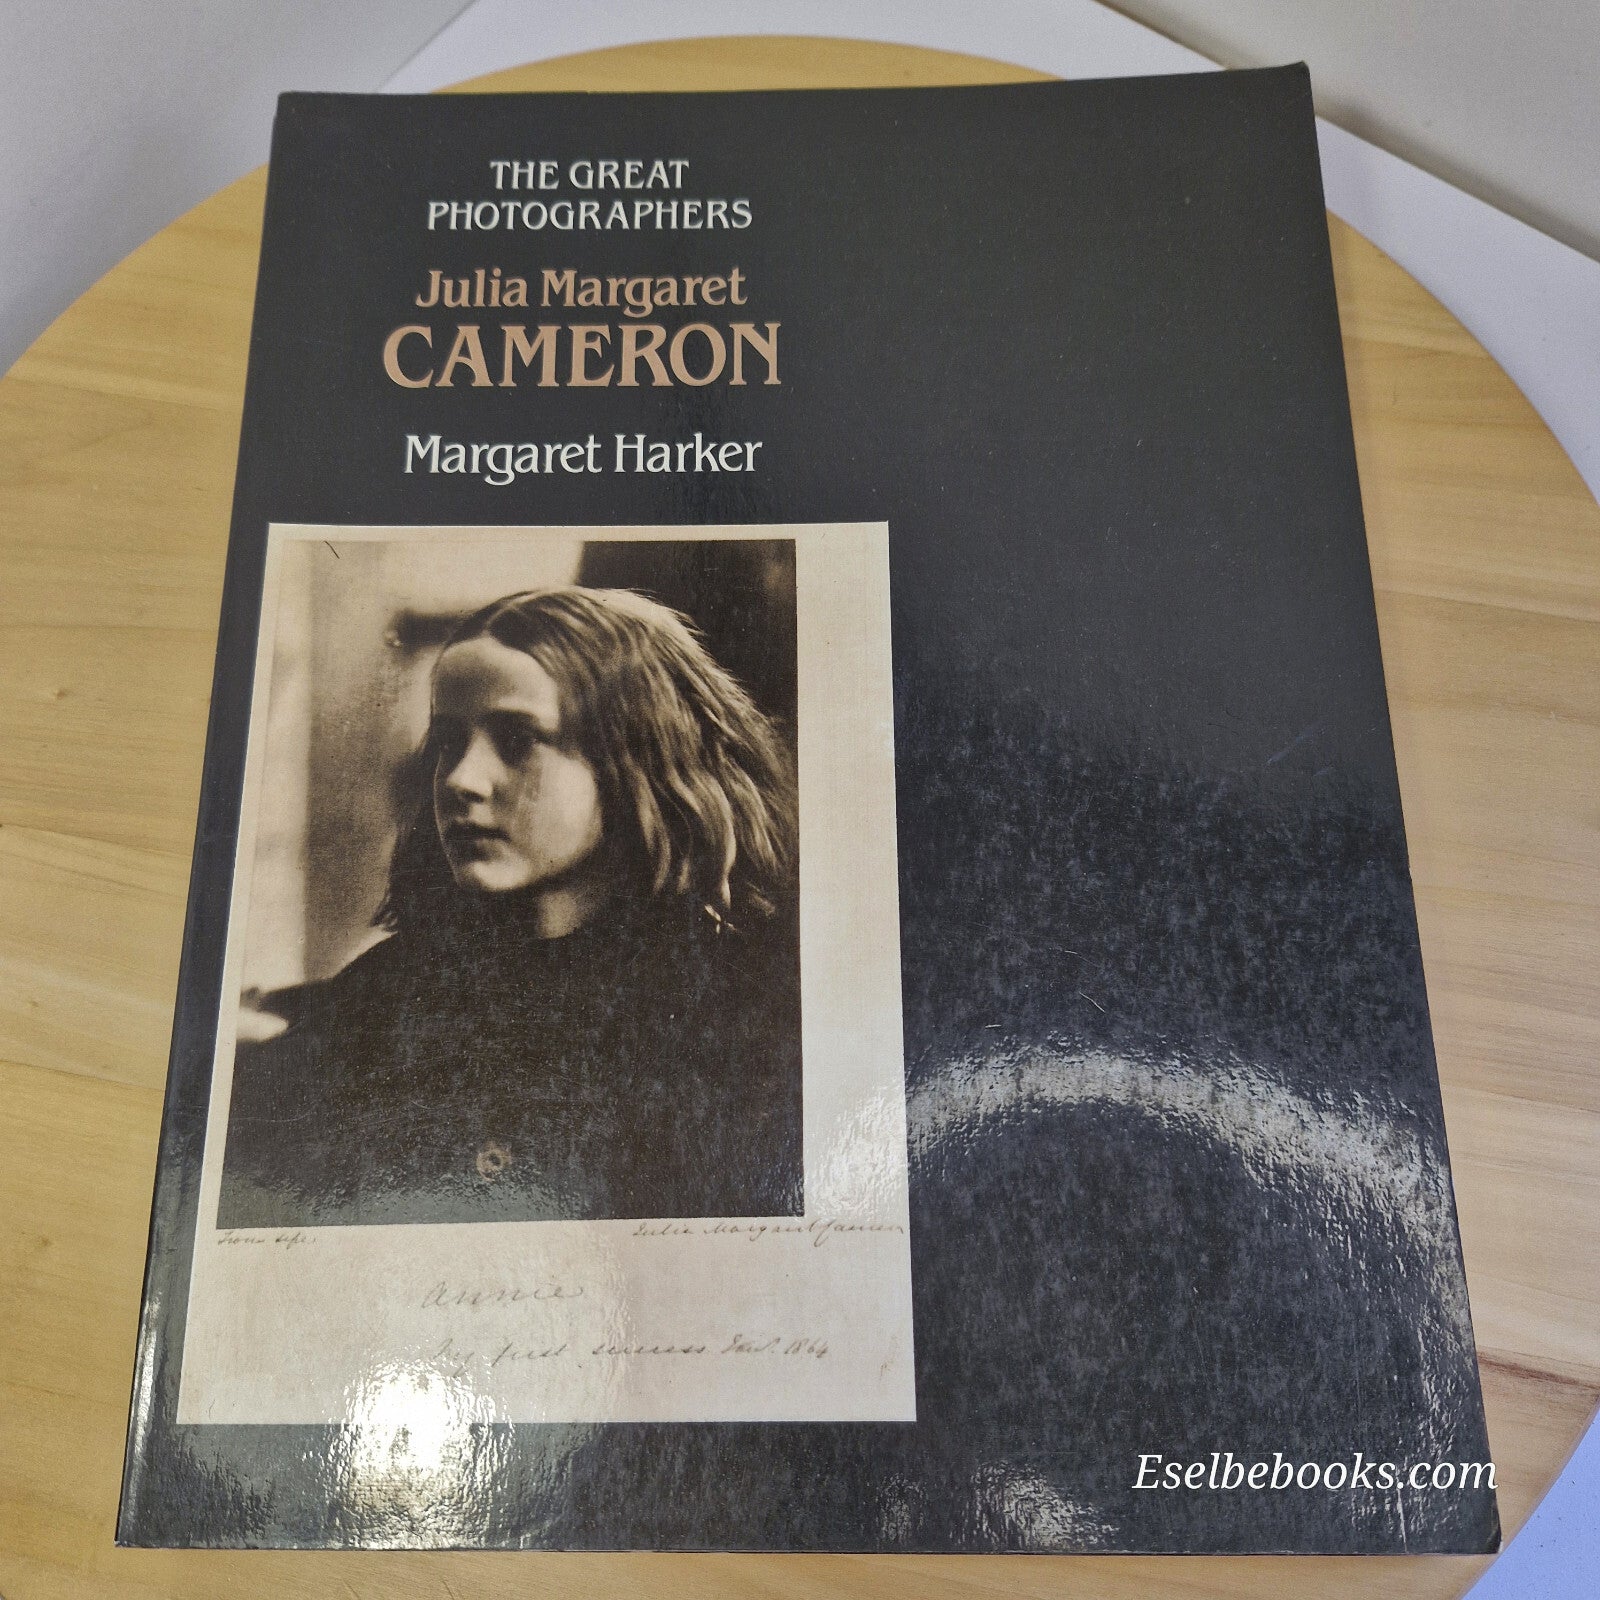 THE GREAT
PHOTOGRAPHERS
Julia Margaret
CAMERON
Margaret Harker
From life. Julia Margaret Cameron
Annie
My first success Jan. 1864
Eselbebooks.com